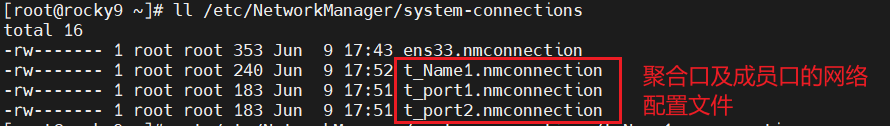 [root@rocky9 ~]# ll /etc/NetworkManager/system-connections
total 16
-rw------- 1 root root 353 Jun  9 17:43 ens33.nmconnection
-rw------- 1 root root 240 Jun  9 17:52 t_Name1.nmconnection
-rw------- 1 root root 183 Jun  9 17:51 t_port1.nmconnection
-rw------- 1 root root 183 Jun  9 17:51 t_port2.nmconnection
聚合口及成员口的网络
配置文件